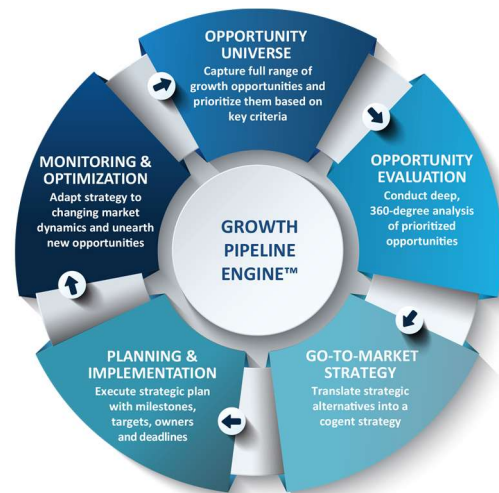 OPPORTUNITY
UNIVERSE
Capture full range of
growth opportunities and
prioritize them based on
key criteria
OPPORTUNITY
EVALUATION
Conduct deep,
360-degree analysis
of prioritized
opportunities
GO-TO-MARKET
STRATEGY
Translate strategic
alternatives into a
cogent strategy
PLANNING &
IMPLEMENTATION
Execute strategic plan
with milestones,
targets, owners
and deadlines
MONITORING &
OPTIMIZATION
Adapt strategy to
changing market
dynamics and unearth
new opportunities
GROWTH
PIPELINE
ENGINE™